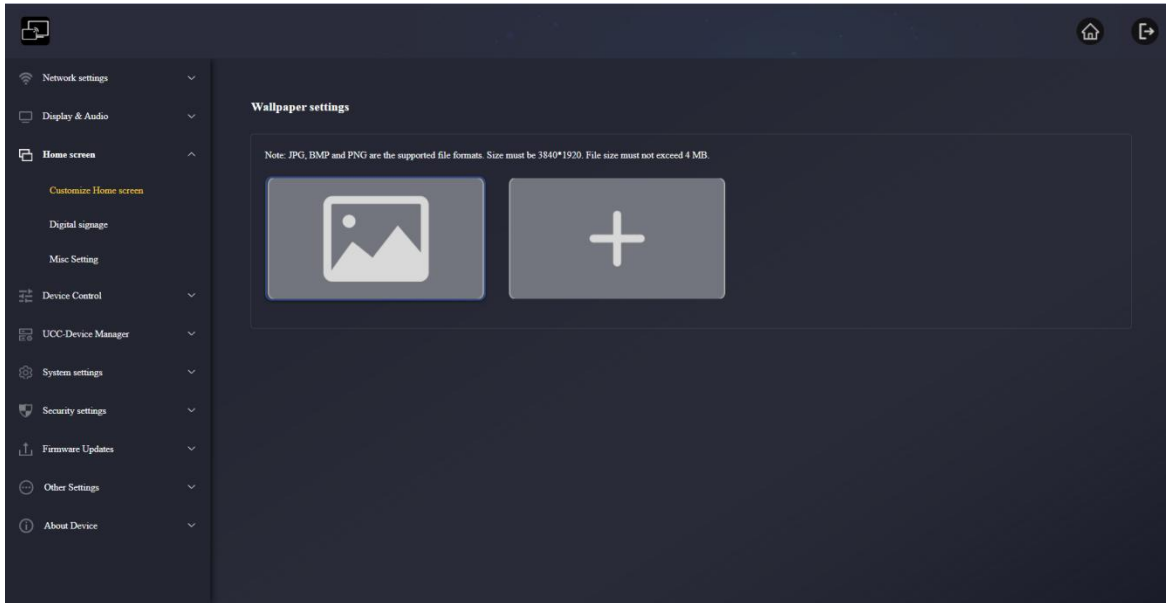 Network settings
Display & Audio
Home screen
Customize Home screen
Digital signage
Misc Setting
Device Control
UCC-Device Manager
System settings
Security settings
Firmware Updates
Other Settings
About Device
Wallpaper settings
Note: JPG, BMP and PNG are the supported file formats. Size must be 3840*1920. File size must not exceed 4 MB.